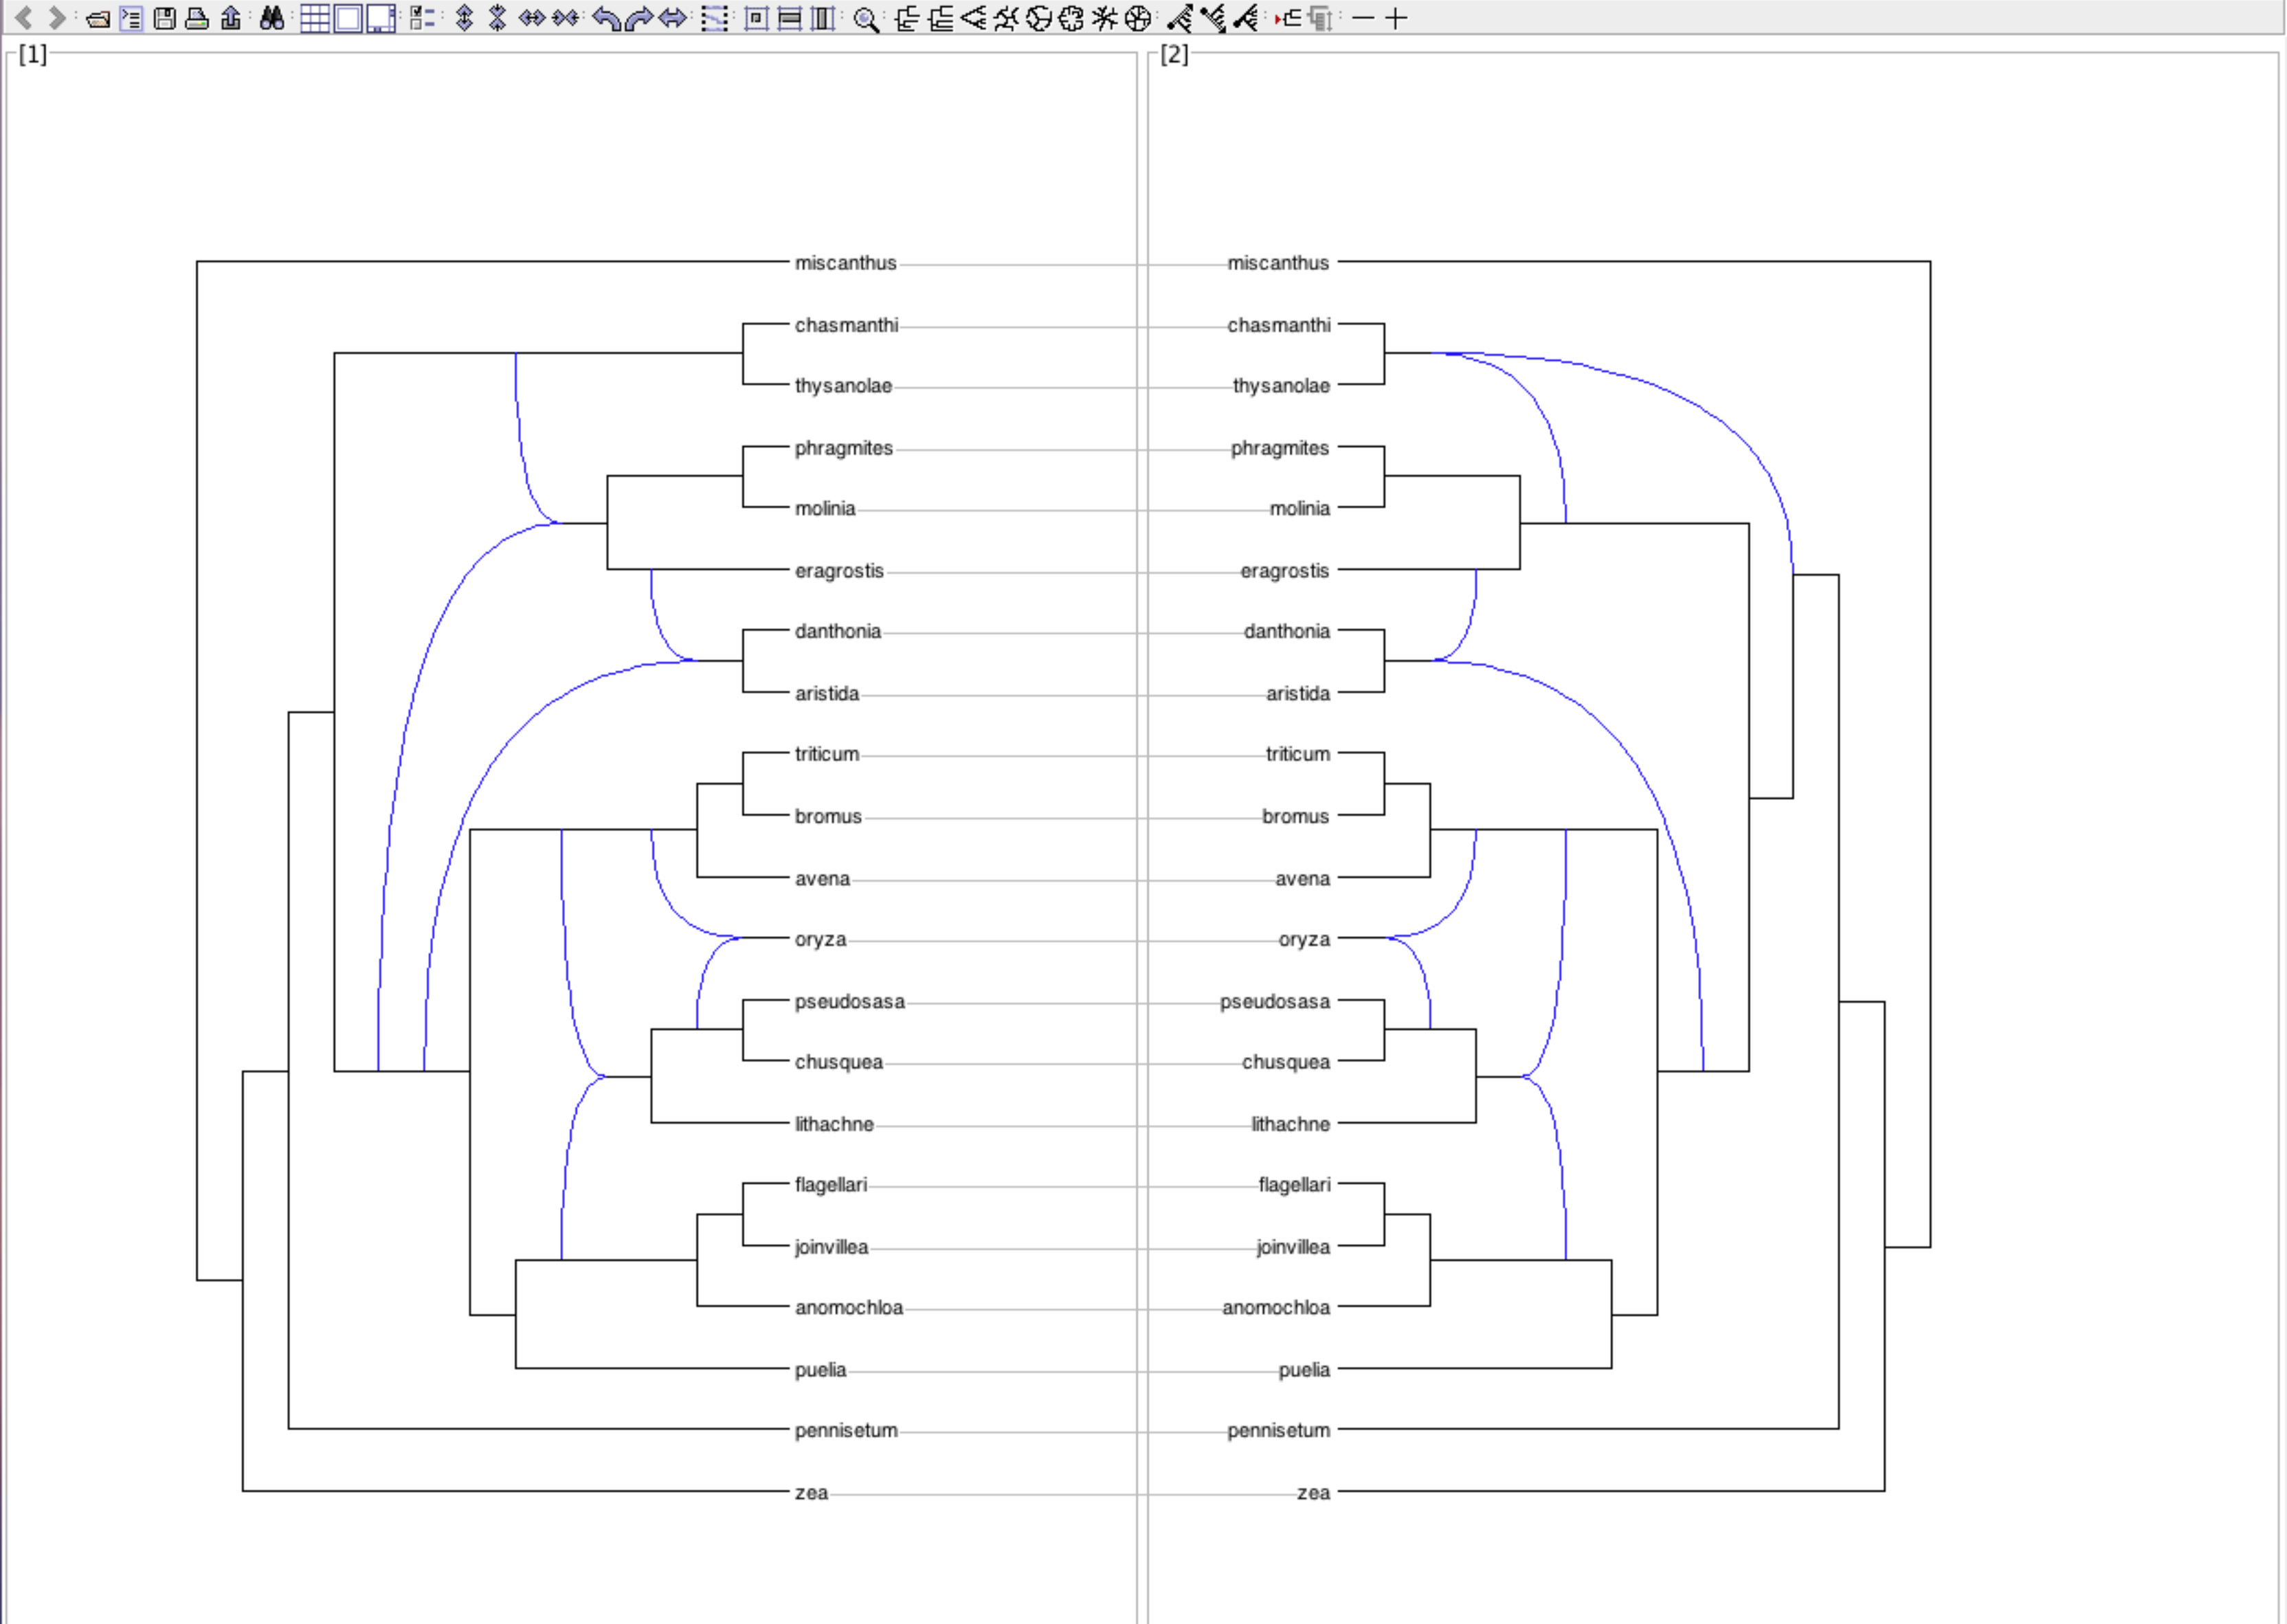 [1] [2]
miscanthus miscanthus
chasmanthi chasmanthi
thysanolae thysanolae
phragmites phragmites
molinia molinia
eragrostis eragrostis
danthonia danthonia
aristida aristida
triticum triticum
bromus bromus
avena avena
oryza oryza
pseudosasa pseudosasa
chusquea chusquea
lithachne lithachne
flagellari flagellari
joinvillea joinvillea
anomochloa anomochloa
puelia puelia
pennisetum pennisetum
zea zea